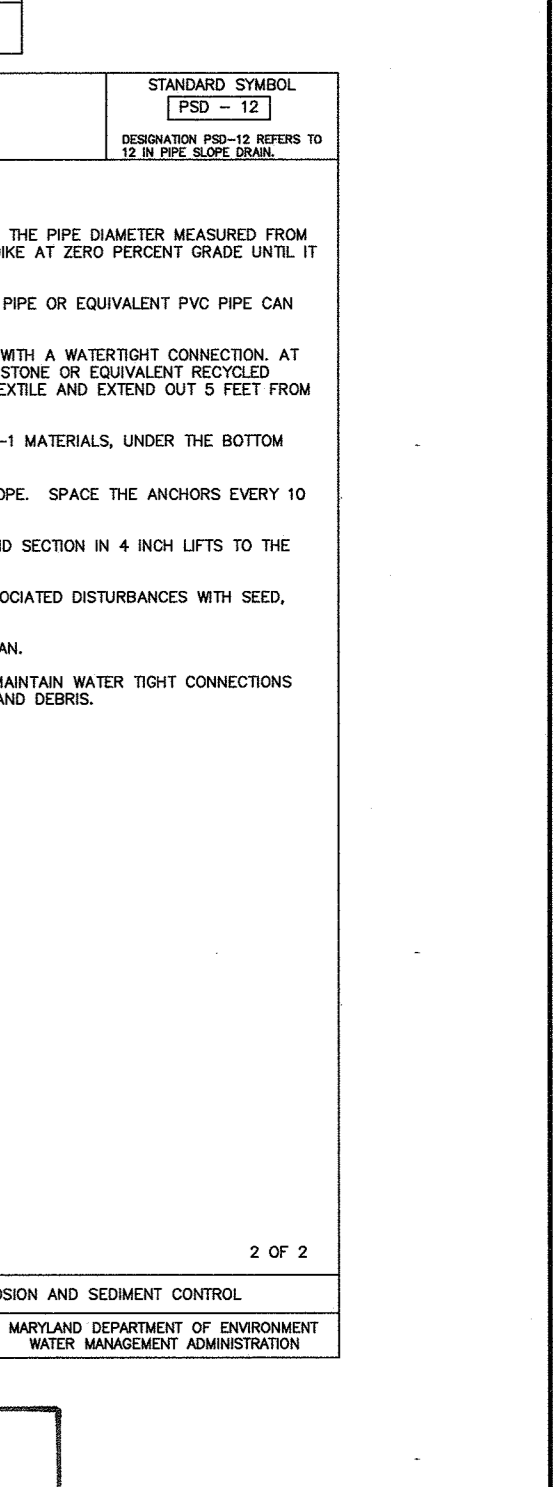 STANDARD SYMBOL
PSD - 12
DESIGNATION PSD-12 REFERS TO
12 IN PIPE SLOPE DRAIN.
THE PIPE DIAMETER MEASURED FROM
IKE AT ZERO PERCENT GRADE UNTIL IT
PIPE OR EQUIVALENT PVC PIPE CAN
WITH A WATERTIGHT CONNECTION. AT
STONE OR EQUIVALENT RECYCLED
EXTILE AND EXTEND OUT 5 FEET FROM
-1 MATERIALS, UNDER THE BOTTOM
OPE. SPACE THE ANCHORS EVERY 10
ND SECTION IN 4 INCH LIFTS TO THE
OCIATED DISTURBANCES WITH SEED,
AN.
MAINTAIN WATER TIGHT CONNECTIONS
AND DEBRIS.
2 OF 2
OSION AND SEDIMENT CONTROL
MARYLAND DEPARTMENT OF ENVIRONMENT
WATER MANAGEMENT ADMINISTRATION